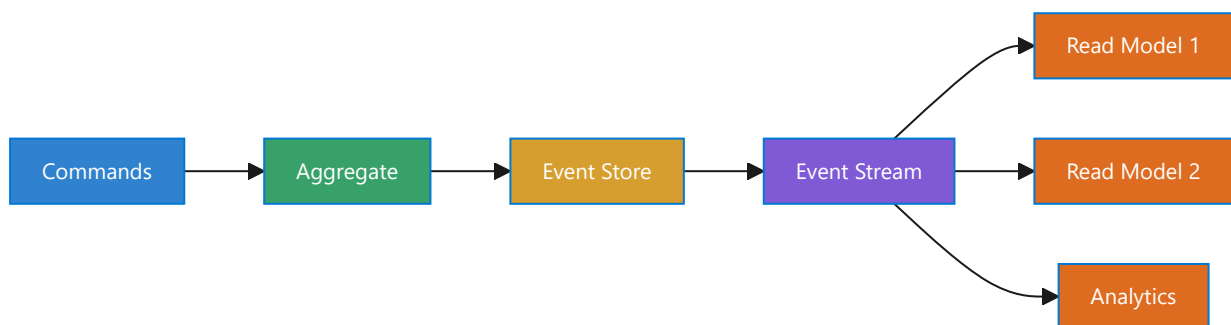 Commands
Aggregate
Event Store
Event Stream
Read Model 1
Read Model 2
Analytics